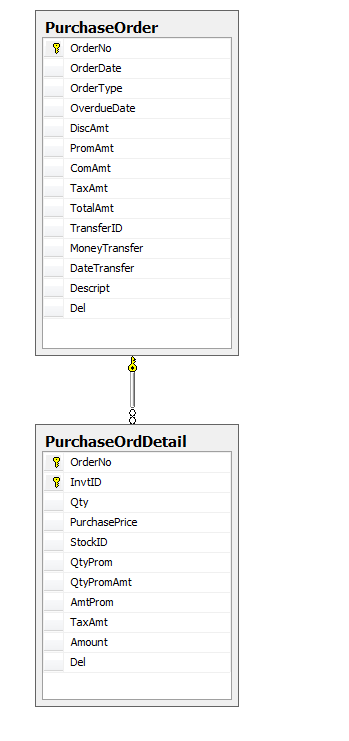 PurchaseOrder
OrderNo
OrderDate
OrderType
OverdueDate
DiscAmt
PromAmt
ComAmt
TaxAmt
TotalAmt
TransferID
MoneyTransfer
DateTransfer
Descript
Del
PurchaseOrdDetail
OrderNo
InvtID
Qty
PurchasePrice
StockID
QtyProm
QtyPromAmt
AmtProm
TaxAmt
Amount
Del